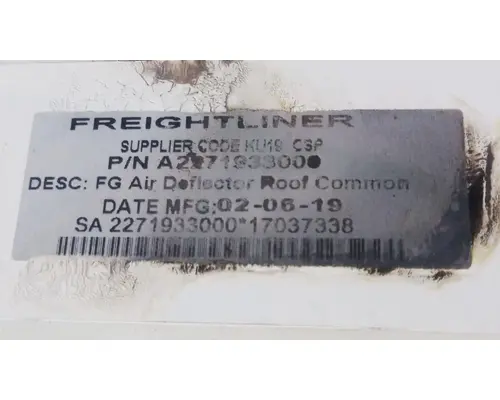 FREIGHTLINER
SUPPLIER CODE KU19 CSP
P/N A2271933000
DESC: FG Air Deflector Roof Common
DATE MFG;02-06-19
SA 2271933000*17037338